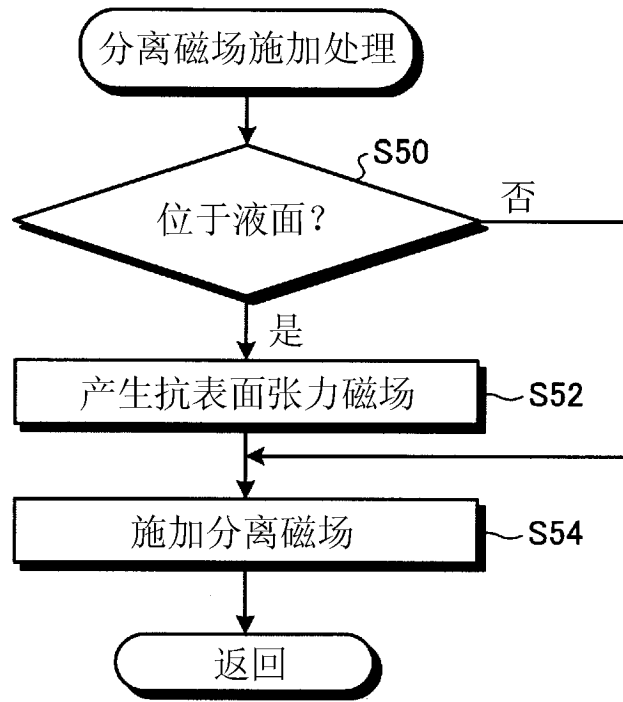 分离磁场施加处理
S50
位于液面?
否
是
产生抗表面张力磁场
S52
施加分离磁场
S54
返回